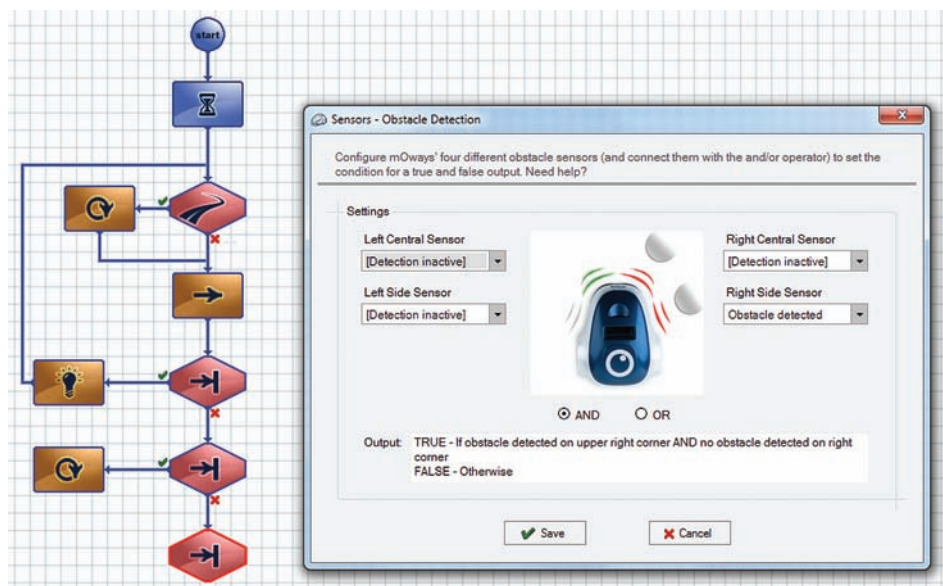 start
Sensors - Obstacle Detection
Configure mOways' four different obstacle sensors (and connect them with the and/or operator) to set the
condition for a true and false output. Need help?
Settings
Left Central Sensor
[Detection inactive]
Right Central Sensor
[Detection inactive]
Left Side Sensor
[Detection inactive]
Right Side Sensor
Obstacle detected
AND OR
Output: TRUE - If obstacle detected on upper right corner AND no obstacle detected on right
corner
FALSE - Otherwise
Save
Cancel